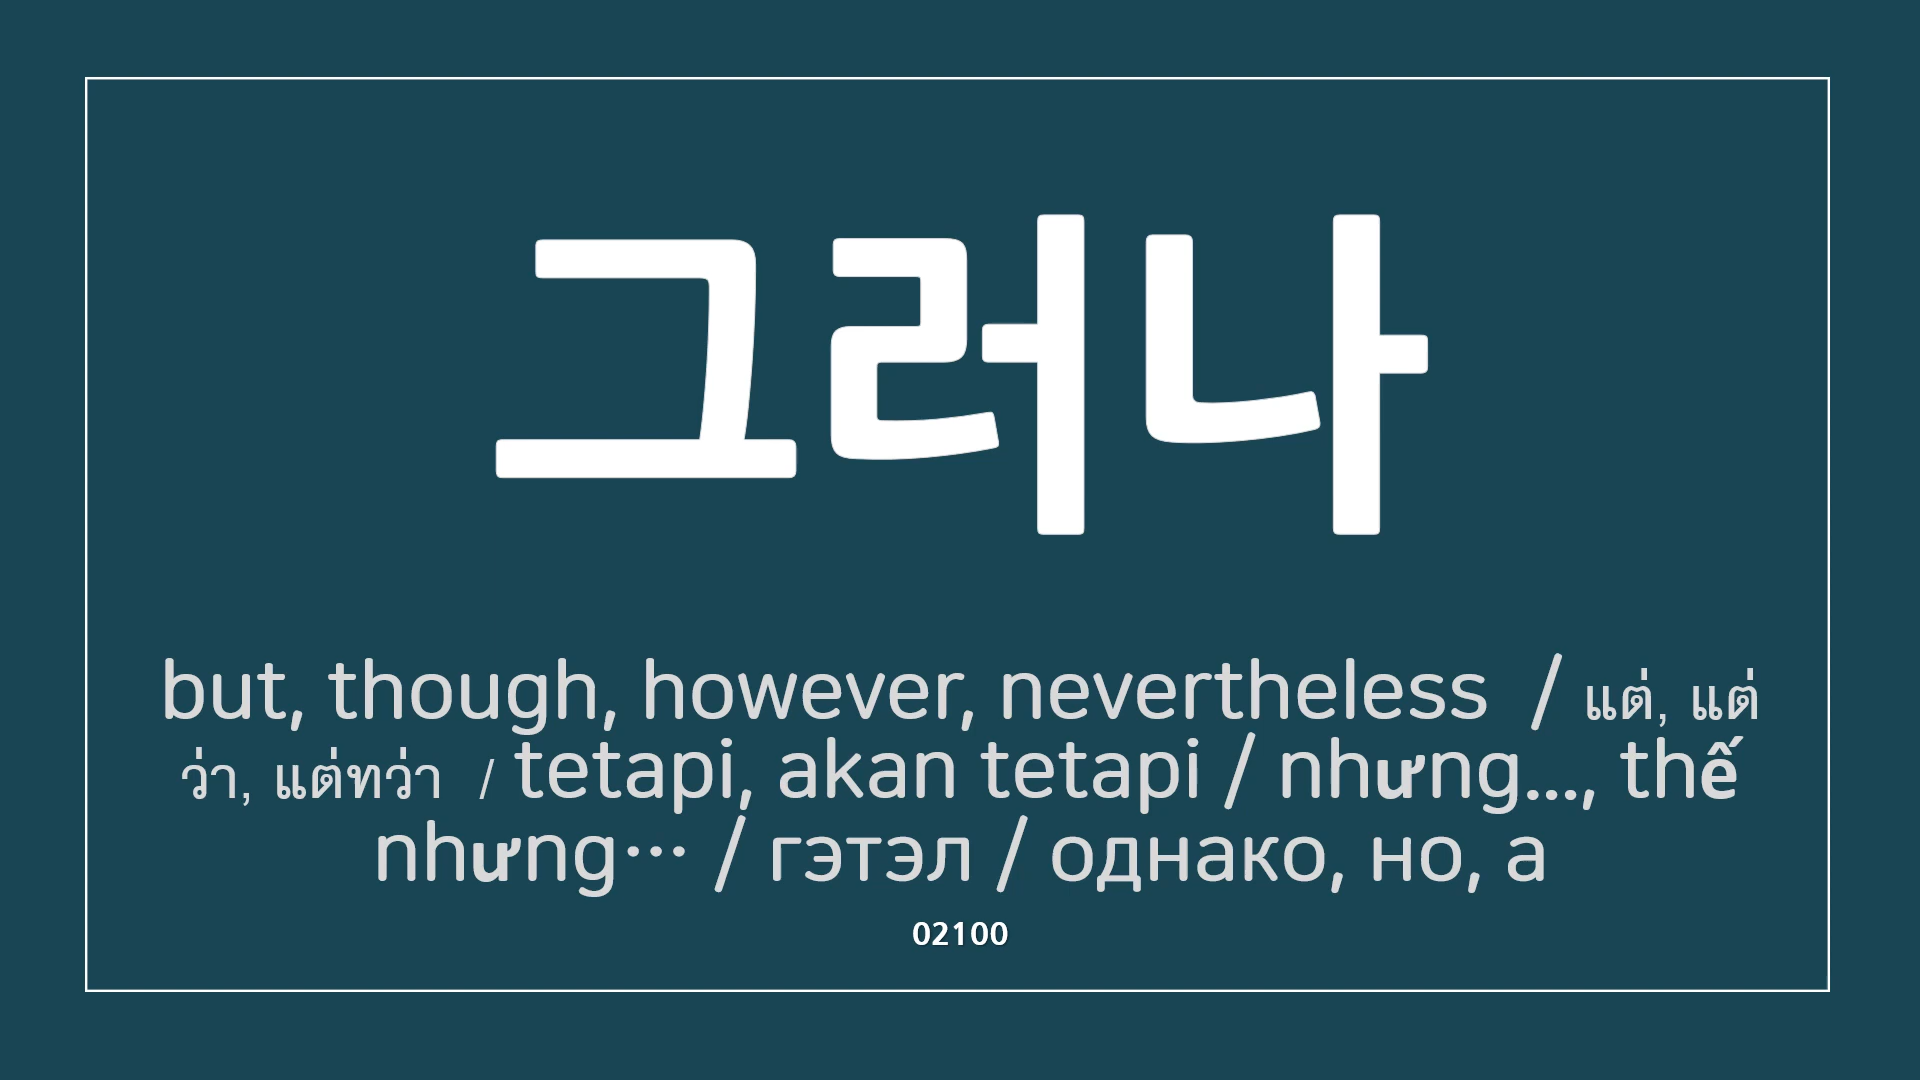 그러나
but, though, however, nevertheless / แต่, แต่
ว่า, แต่ทว่า / tetapi, akan tetapi / nhưng..., thế
nhưng… / гэтэл / однако, но, а
02100